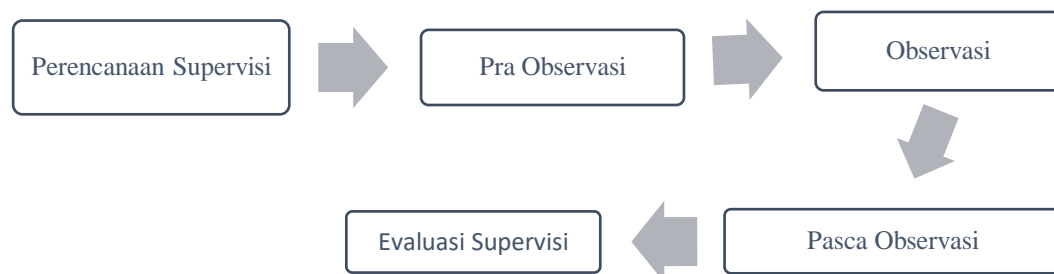 Perencanaan Supervisi
Pra Observasi
Observasi
Pasca Observasi
Evaluasi Supervisi